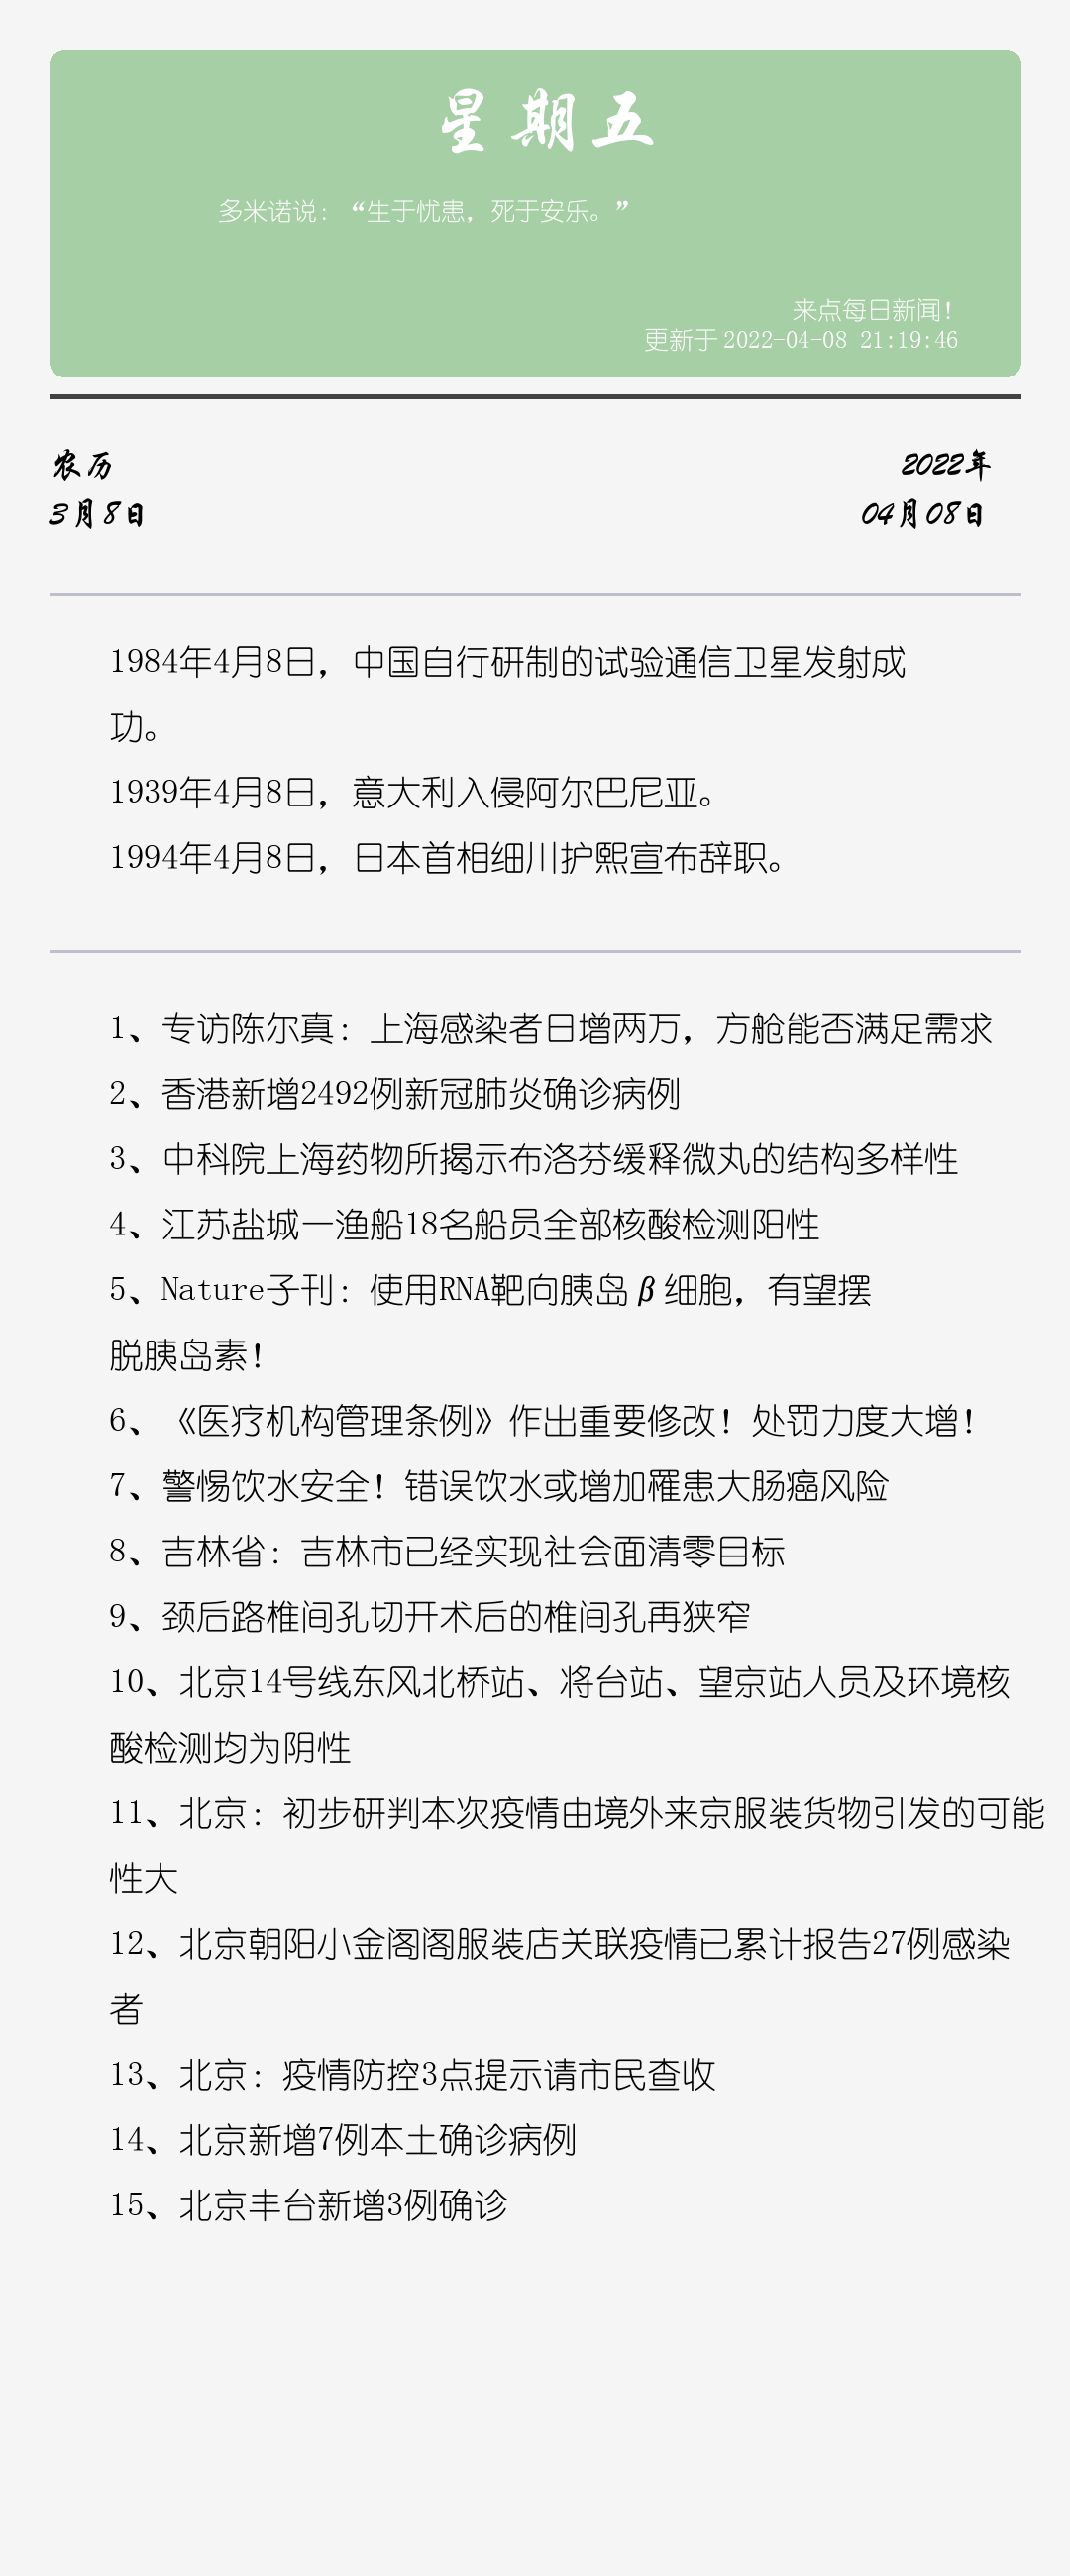 星期五
多米诺说：“生于忧患，死于安乐。”
来点每日新闻！
更新于 2022-04-08 21:19:46
农历
2022年
3月8日
04月08日
1984年4月8日，中国自行研制的试验通信卫星发射成
功。
1939年4月8日，意大利入侵阿尔巴尼亚。
1994年4月8日，日本首相细川护熙宣布辞职。
1、专访陈尔真：上海感染者日增两万，方舱能否满足需求
2、香港新增2492例新冠肺炎确诊病例
3、中科院上海药物所揭示布洛芬缓释微丸的结构多样性
4、江苏盐城一渔船18名船员全部核酸检测阳性
5、Nature子刊：使用RNA靶向胰岛β细胞，有望摆
脱胰岛素！
6、《医疗机构管理条例》作出重要修改！处罚力度大增！
7、警惕饮水安全！错误饮水或增加罹患大肠癌风险
8、吉林省：吉林市已经实现社会面清零目标
9、颈后路椎间孔切开术后的椎间孔再狭窄
10、北京14号线东风北桥站、将台站、望京站人员及环境核
酸检测均为阴性
11、北京：初步研判本次疫情由境外来京服装货物引发的可能
性大
12、北京朝阳小金阁阁服装店关联疫情已累计报告27例感染
者
13、北京：疫情防控3点提示请市民查收
14、北京新增7例本土确诊病例
15、北京丰台新增3例确诊